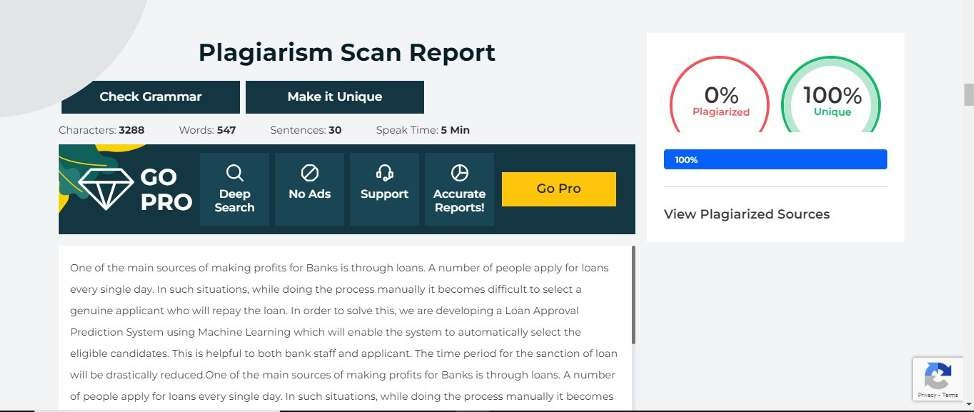 Plagiarism Scan Report
Check Grammar
Make it Unique
Characters: 3288 Words: 547 Sentences: 30 Speak Time: 5 Min
GO
PRO
Deep
Search
No Ads
Support
Accurate
Reports!
Go Pro
One of the main sources of making profits for Banks is through loans. A number of people apply for loans
every single day. In such situations, while doing the process manually it becomes difficult to select a
genuine applicant who will repay the loan. In order to solve this, we are developing a Loan Approval
Prediction System using Machine Learning which will enable the system to automatically select the
eligible candidates. This is helpful to both bank staff and applicant. The time period for the sanction of loan
will be drastically reduced.One of the main sources of making profits for Banks is through loans. A number
of people apply for loans every single day. In such situations, while doing the process manually it becomes
0%
Plagiarized
100%
Unique
100%
View Plagiarized Sources
Privacy - Terms